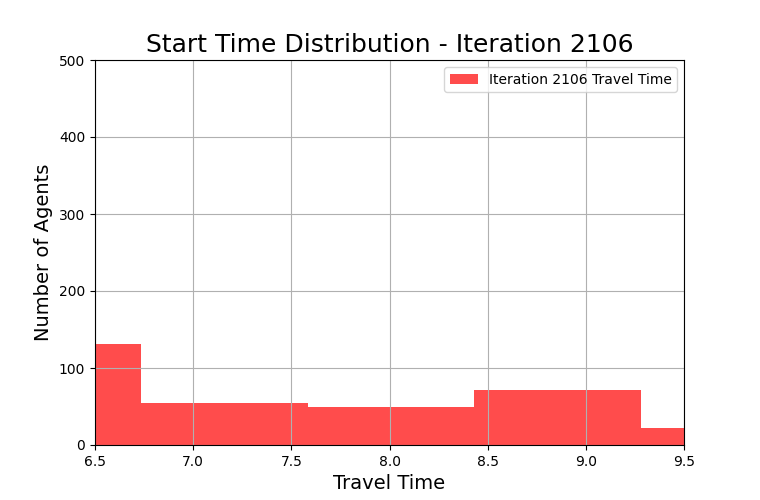 Start Time Distribution - Iteration 2106
Iteration 2106 Travel Time
Number of Agents
500
400
300
200
100
0
6.5 7.0 7.5 8.0 8.5 9.0 9.5
Travel Time